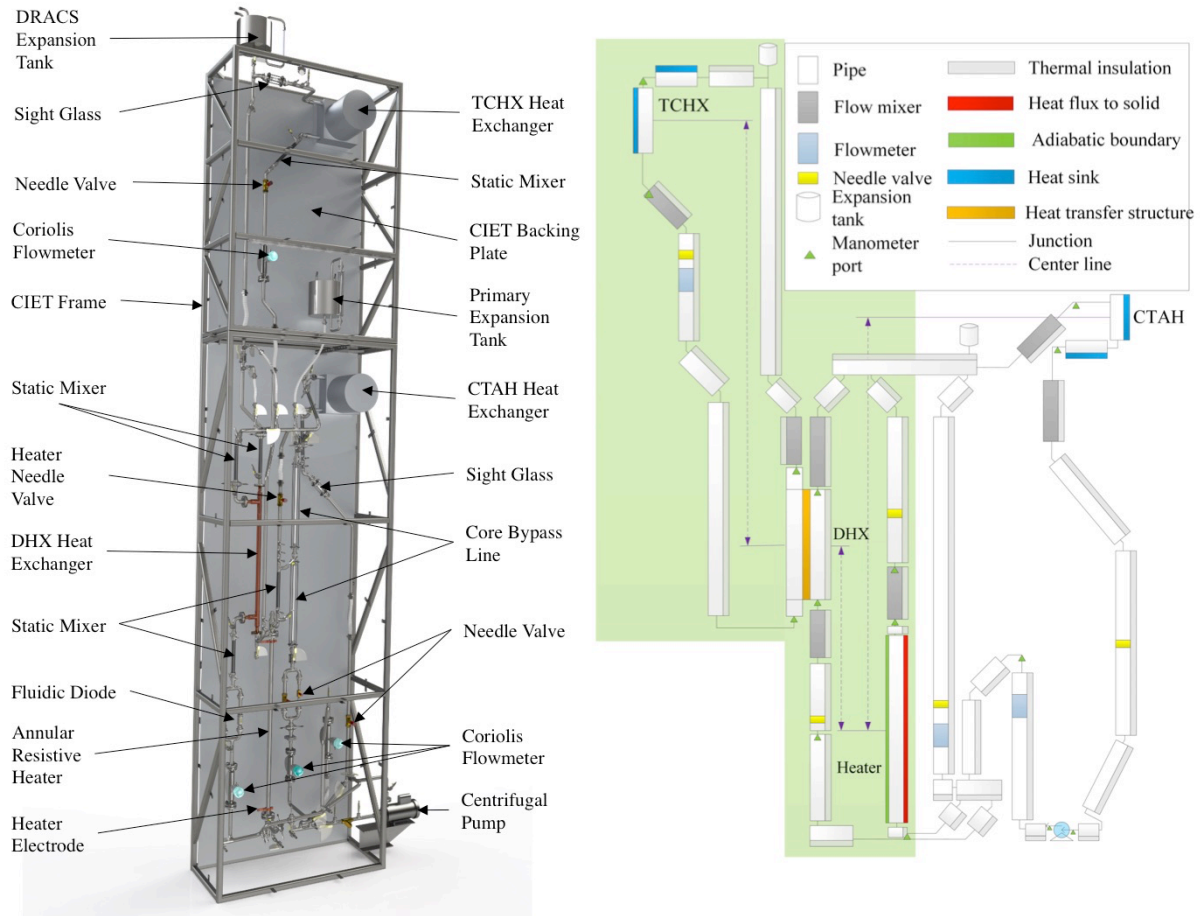 DRACS
Expansion
Tank
Sight Glass
Needle Valve
Coriolis
Flowmeter
CIET Frame
Static Mixer
Heater
Needle
Valve
DHX Heat
Exchanger
Static Mixer
Fluidic Diode
Annular
Resistive
Heater
Heater
Electrode
TCHX Heat
Exchanger
Static Mixer
CIET Backing
Plate
Primary
Expansion
Tank
CTAH Heat
Exchanger
Sight Glass
Core Bypass
Line
Needle Valve
Coriolis
Flowmeter
Centrifugal
Pump
TCHX
DHX
Heater
CTAH
Pipe
Flow mixer
Flowmeter
Needle valve
Expansion
tank
Manometer
port
Thermal insulation
Heat flux to solid
Adiabatic boundary
Heat sink
Heat transfer structure
Junction
Center line